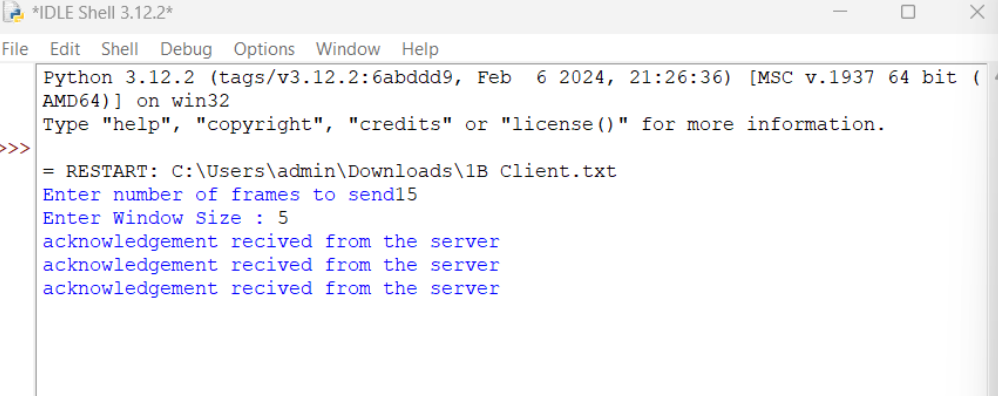 *IDLE Shell 3.12.2*
File Edit Shell Debug Options Window Help
Python 3.12.2 (tags/v3.12.2:6abddd9, Feb  6 2024, 21:26:36) [MSC v.1937 64 bit (
AMD64)] on win32
Type "help", "copyright", "credits" or "license()" for more information.
>>>
= RESTART: C:\Users\admin\Downloads\1B Client.txt
Enter number of frames to send15
Enter Window Size : 5
acknowledgement recived from the server
acknowledgement recived from the server
acknowledgement recived from the server